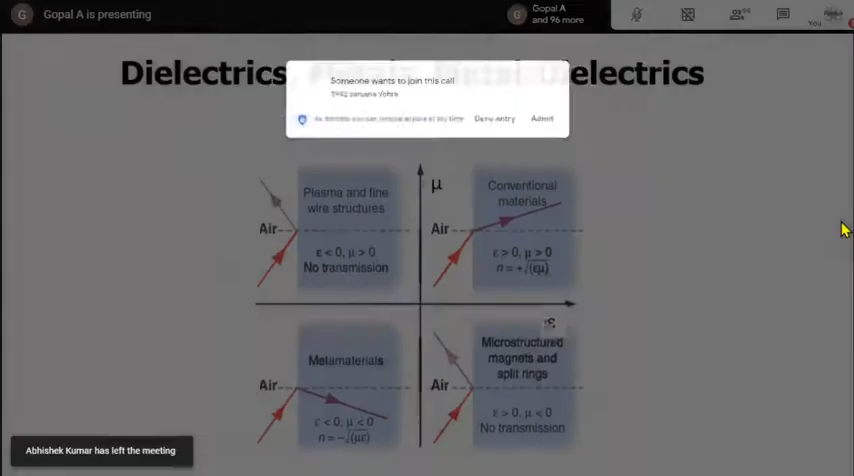 G Gopal A is presenting
G Gopal A
and 96 more
You
Dielectrics, electrics
Someone wants to join this call
Deny entry Admit
μ
Plasma and fine
wire structures
Air
ε < 0, μ > 0
No transmission
Conventional
materials
Air
ε > 0, μ > 0
n = +√(εμ)
ε
Metamaterials
Air
ε < 0, μ < 0
n = −√(με)
Microstructured
magnets and
split rings
Air
ε > 0, μ < 0
No transmission
Abhishek Kumar has left the meeting